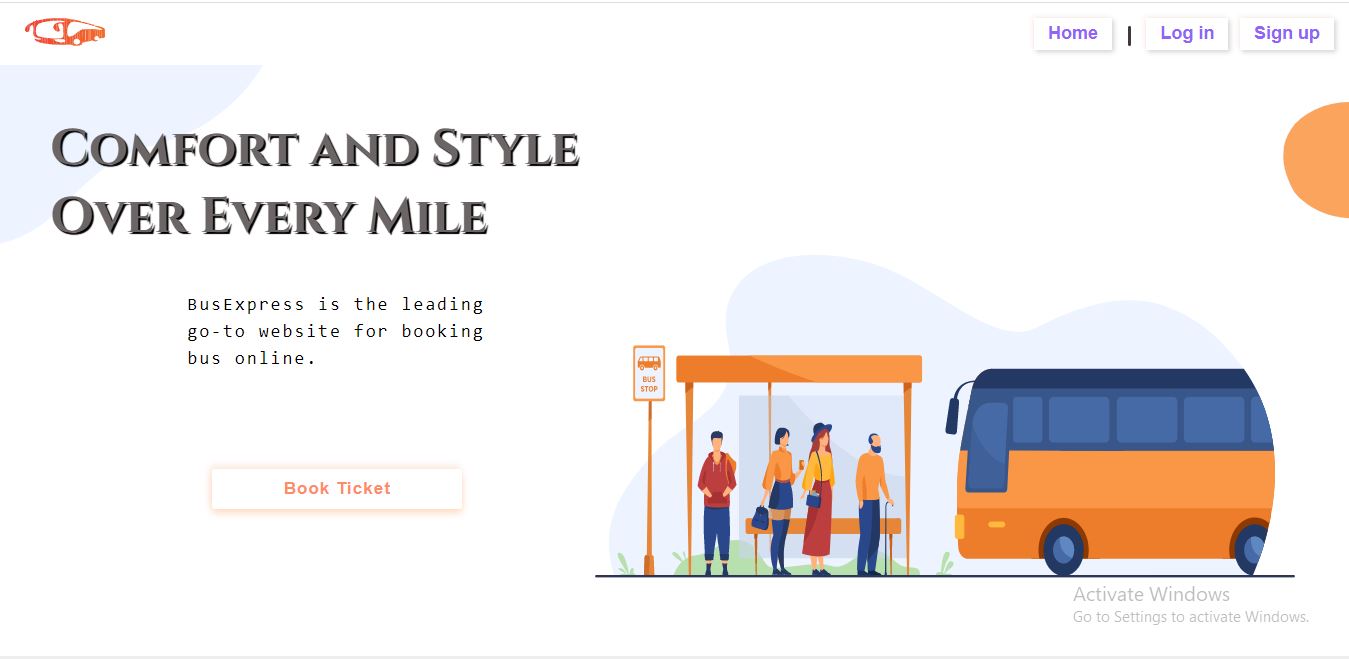 Home | Log in Sign up
Comfort and Style
Over Every Mile
BusExpress is the leading
go-to website for booking
bus online.
Book Ticket
BUS
STOP
Activate Windows
Go to Settings to activate Windows.